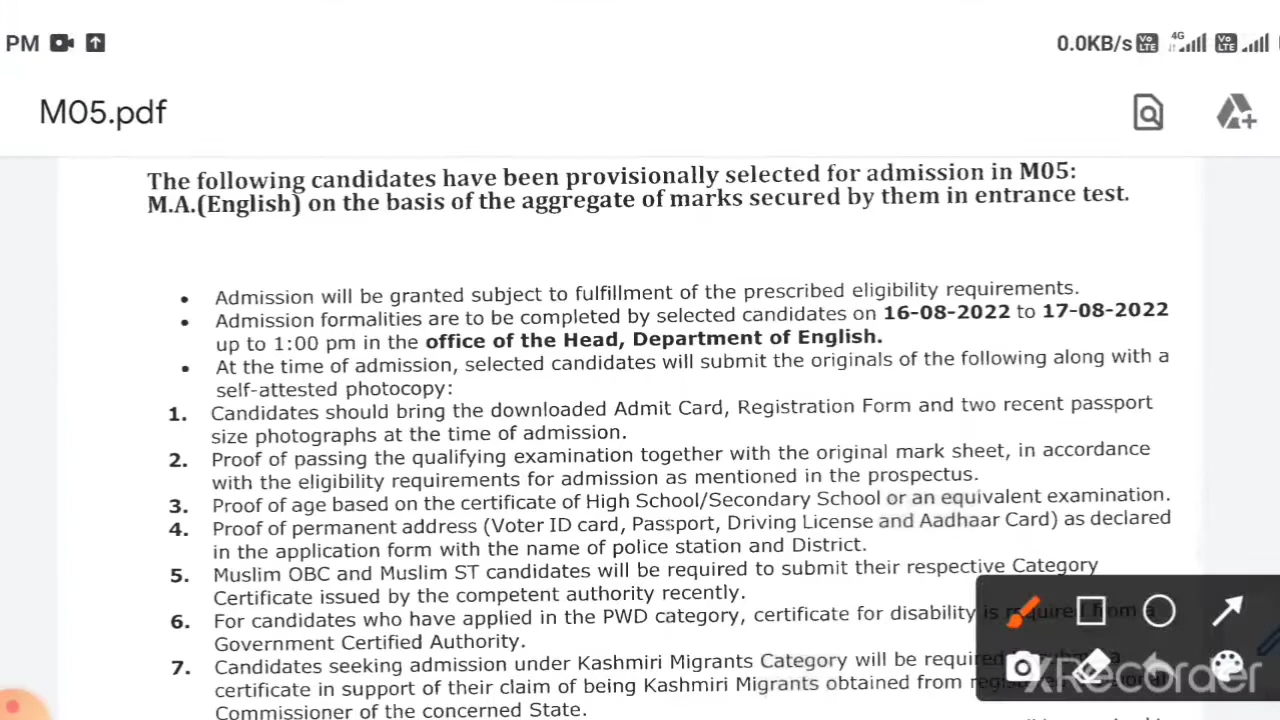 PM
0.0KB/s Vo LTE 4G Vo LTE
M05.pdf
The following candidates have been provisionally selected for admission in M05:
M.A.(English) on the basis of the aggregate of marks secured by them in entrance test.
• Admission will be granted subject to fulfillment of the prescribed eligibility requirements.
• Admission formalities are to be completed by selected candidates on 16-08-2022 to 17-08-2022
up to 1:00 pm in the office of the Head, Department of English.
• At the time of admission, selected candidates will submit the originals of the following along with a
self-attested photocopy:
1. Candidates should bring the downloaded Admit Card, Registration Form and two recent passport
size photographs at the time of admission.
2. Proof of passing the qualifying examination together with the original mark sheet, in accordance
with the eligibility requirements for admission as mentioned in the prospectus.
3. Proof of age based on the certificate of High School/Secondary School or an equivalent examination.
4. Proof of permanent address (Voter ID card, Passport, Driving License and Aadhaar Card) as declared
in the application form with the name of police station and District.
5. Muslim OBC and Muslim ST candidates will be required to submit their respective Category
Certificate issued by the competent authority recently.
6. For candidates who have applied in the PWD category, certificate for disability is required from a
Government Certified Authority.
7. Candidates seeking admission under Kashmiri Migrants Category will be required
certificate in support of their claim of being Kashmiri Migrants obtained from
Commissioner of the concerned State.
XRecorder